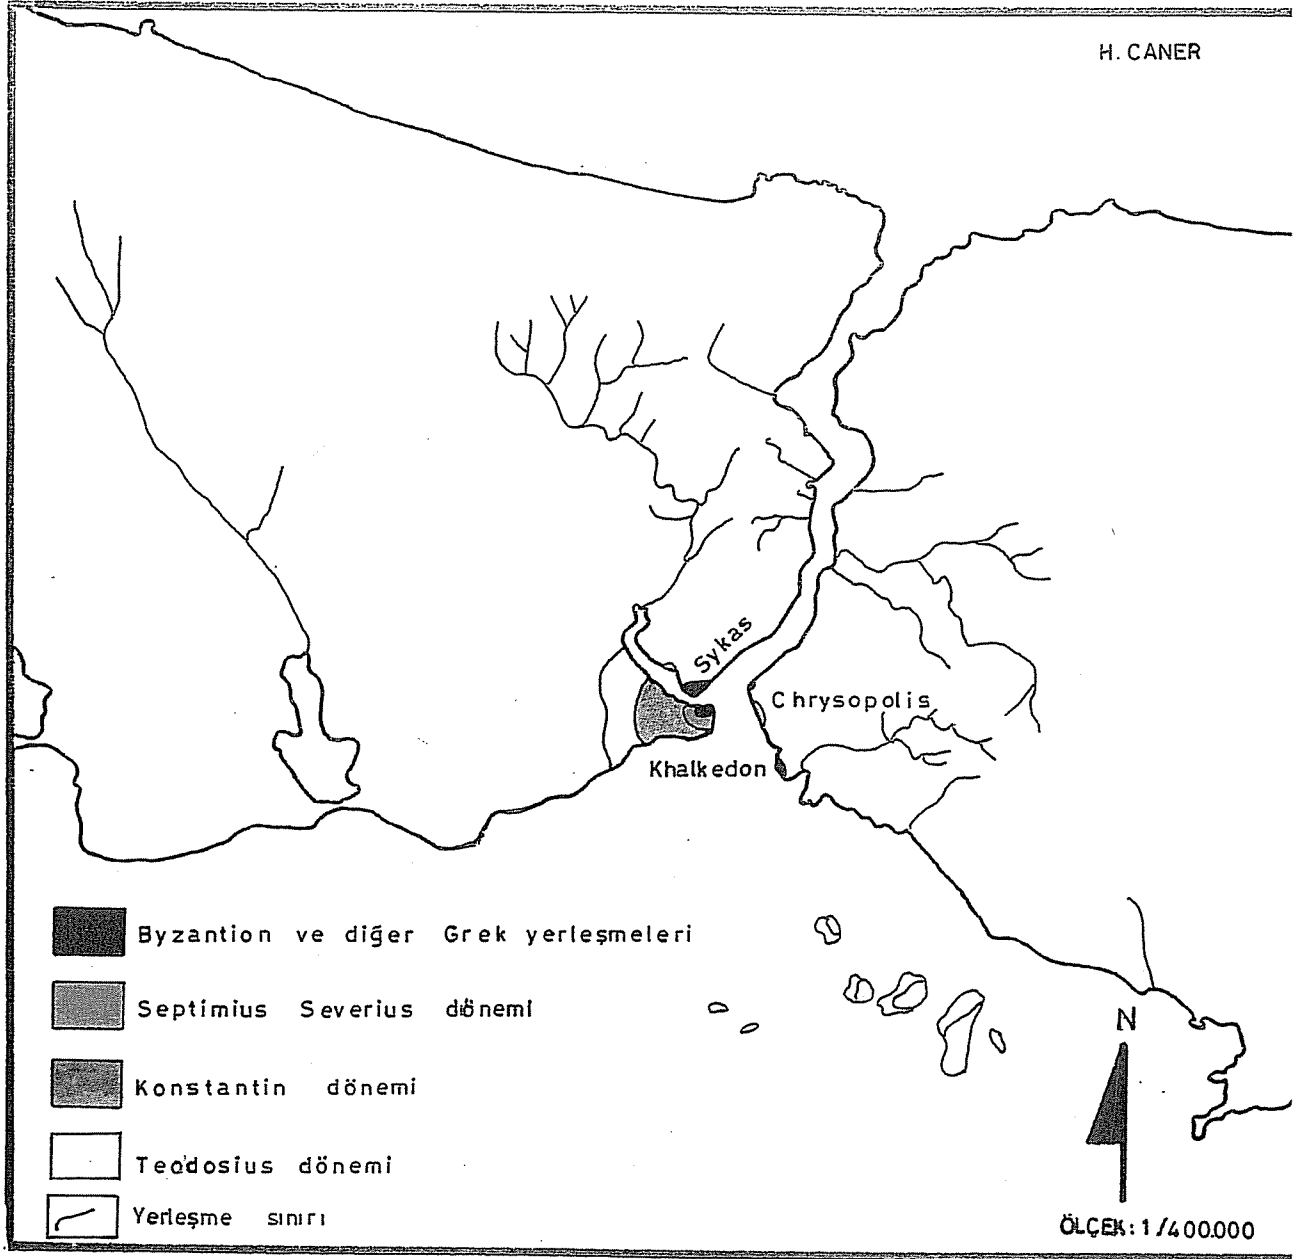 H. CANER
Sykas
Chrysopolis
Khalkedon
Byzantion ve diğer Grek yerleşmeleri
Septimius Severius dönemi
Konstantin dönemi
Teodosius dönemi
Yerleşme sınırı
N
ÖLÇEK: 1/400.000